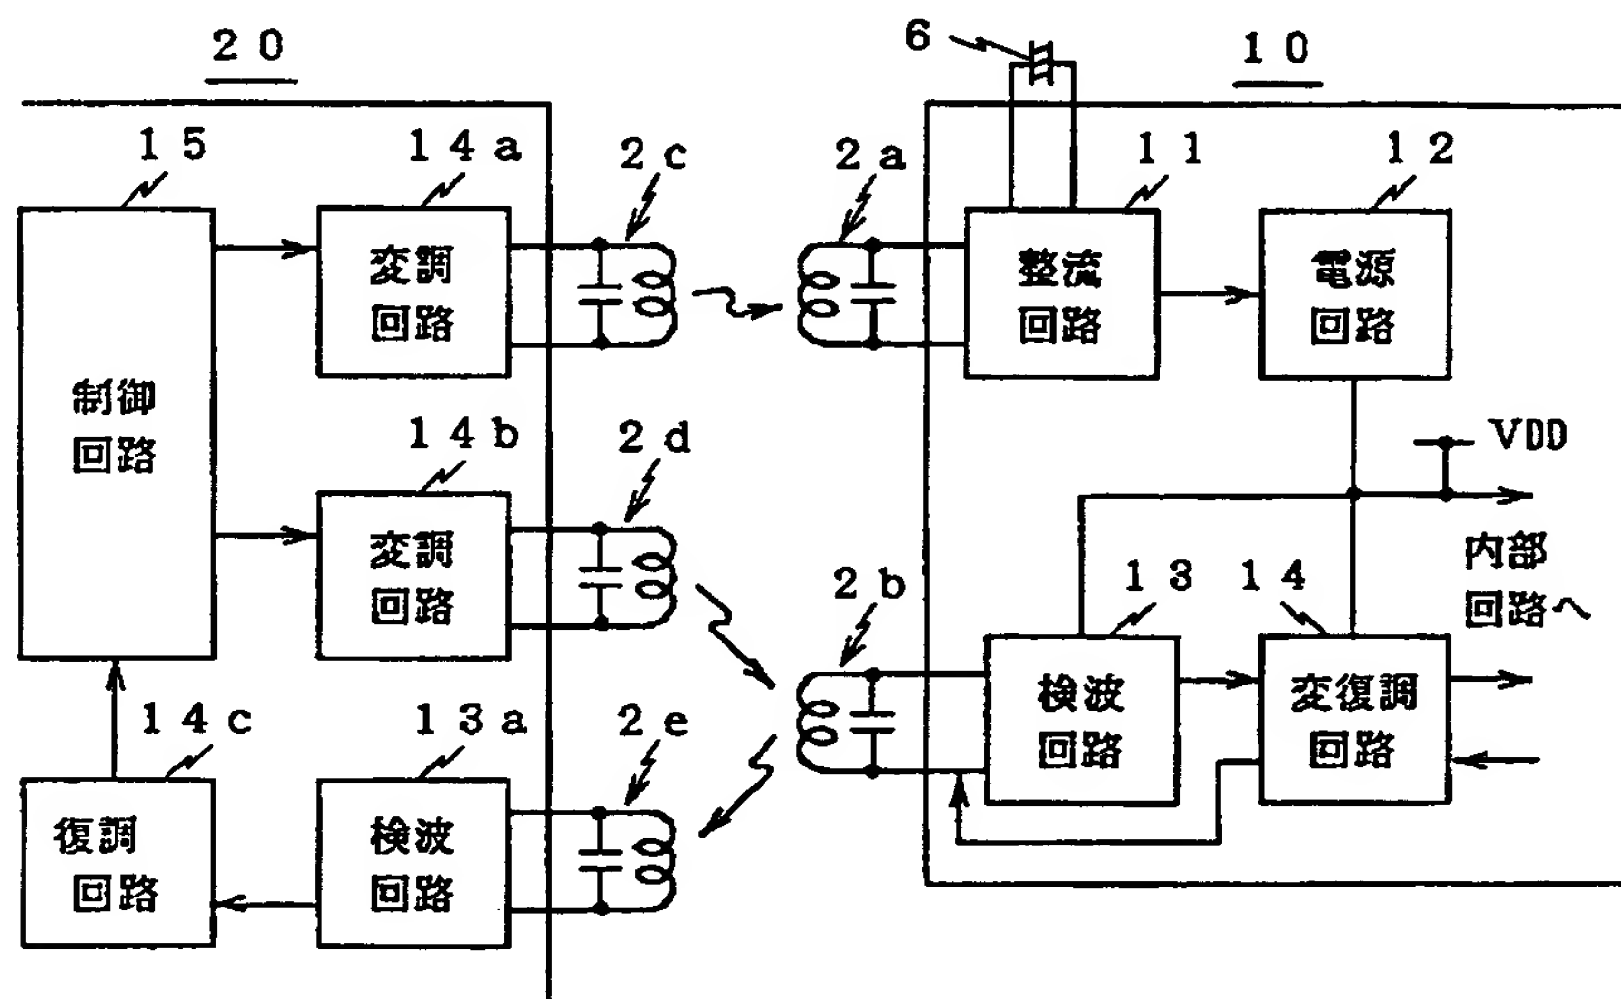 20
6
10
15
14a
2c
2a
11
12
変調
回路
整流
回路
電源
回路
制御
回路
14b
2d
VDD
変調
回路
2b
13
14
内部
回路へ
14c
13a
2e
検波
回路
変復調
回路
復調
回路
検波
回路